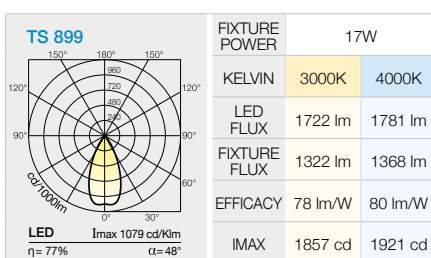 TS 899
150° 180° 150°
960
120° 720 120°
480
240
90° 90°
60°
cd/1000lm
0° 30°
LED Imax 1079 cd/Klm
η= 77% α= 48°
FIXTURE POWER 17W
KELVIN 3000K 4000K
LED FLUX 1722 lm 1781 lm
FIXTURE FLUX 1322 lm 1368 lm
EFFICACY 78 lm/W 80 lm/W
IMAX 1857 cd 1921 cd